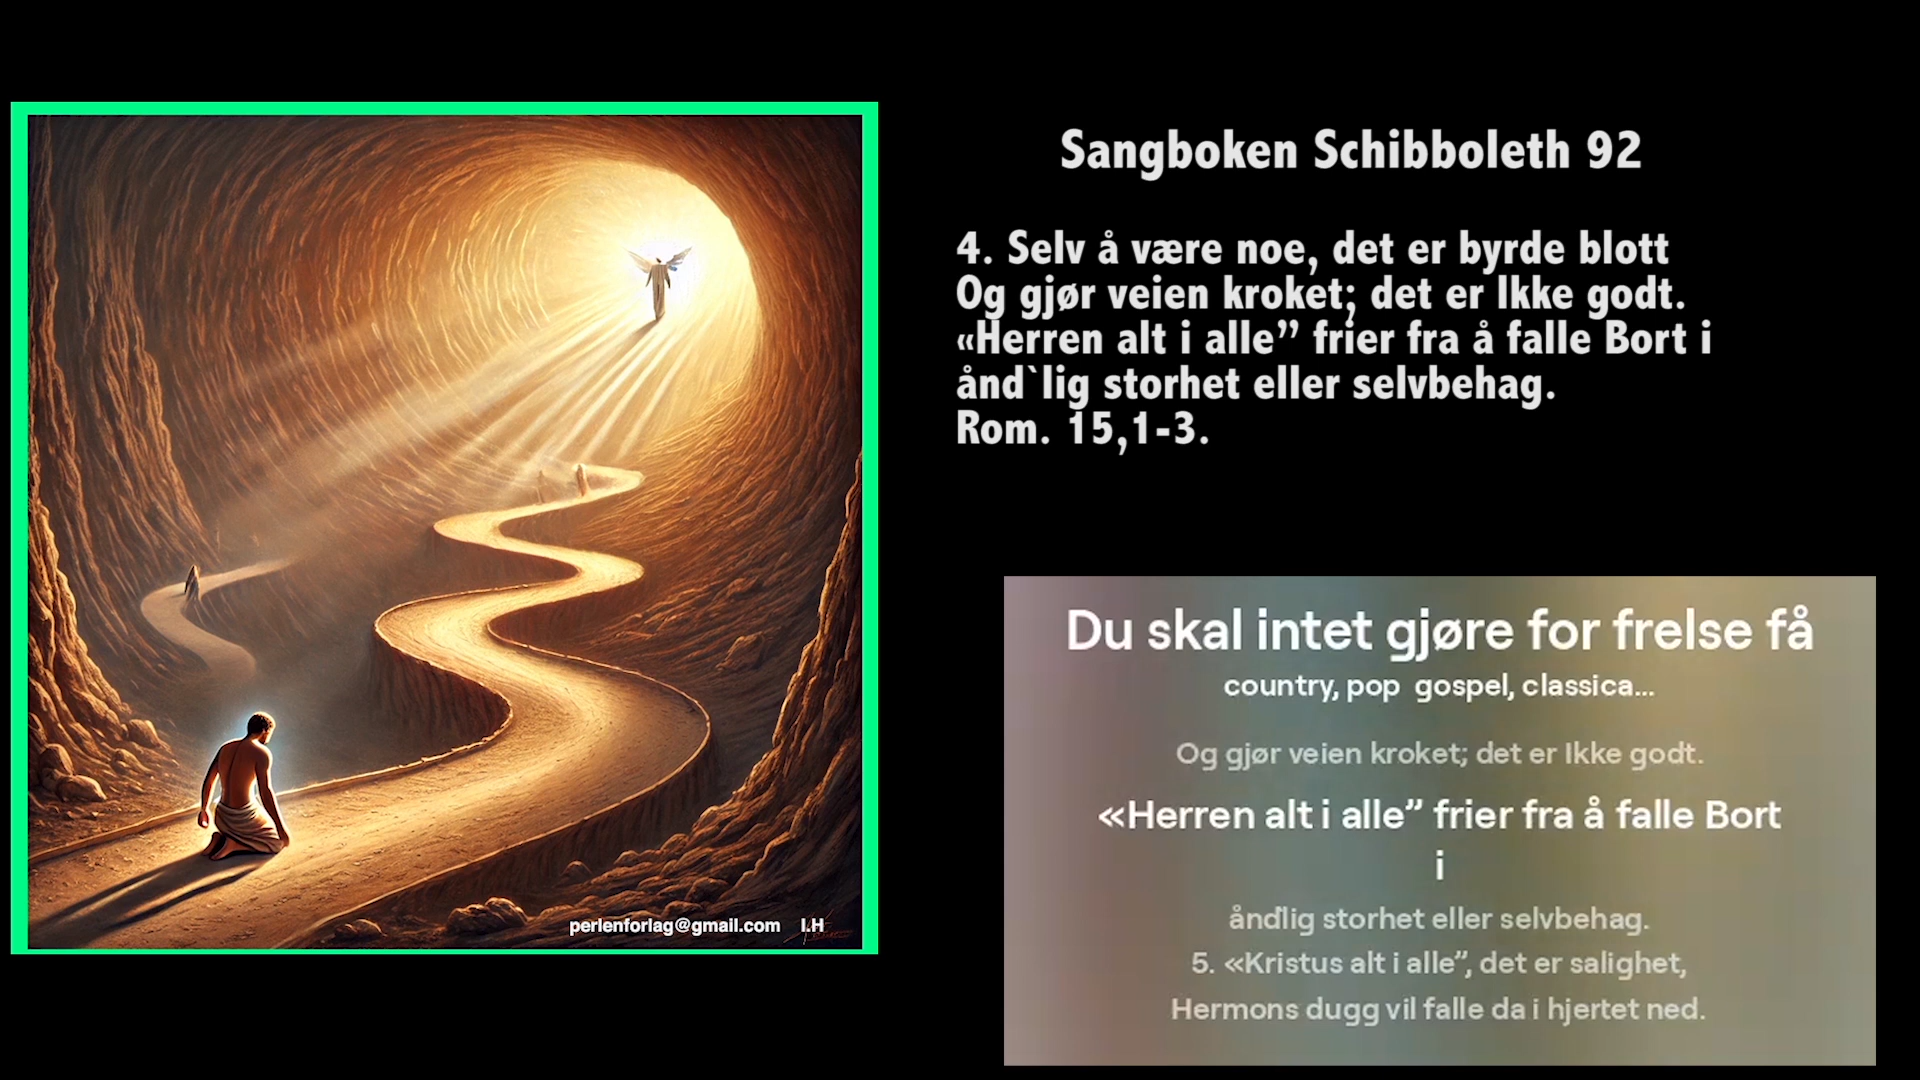 Sangboken Schibboleth 92
4. Selv å være noe, det er byrde blott
Og gjør veien kroket; det er Ikke godt.
«Herren alt i alle” frier fra å falle Bort i
ånd`lig storhet eller selvbehag.
Rom. 15,1-3.
perlenforlag@gmail.com I.H
Du skal intet gjøre for frelse få
country, pop gospel, classica...
Og gjør veien kroket; det er Ikke godt.
«Herren alt i alle” frier fra å falle Bort
i
ånd'lig storhet eller selvbehag.
5. «Kristus alt i alle”, det er salighet,
Hermons dugg vil falle da i hjertet ned.